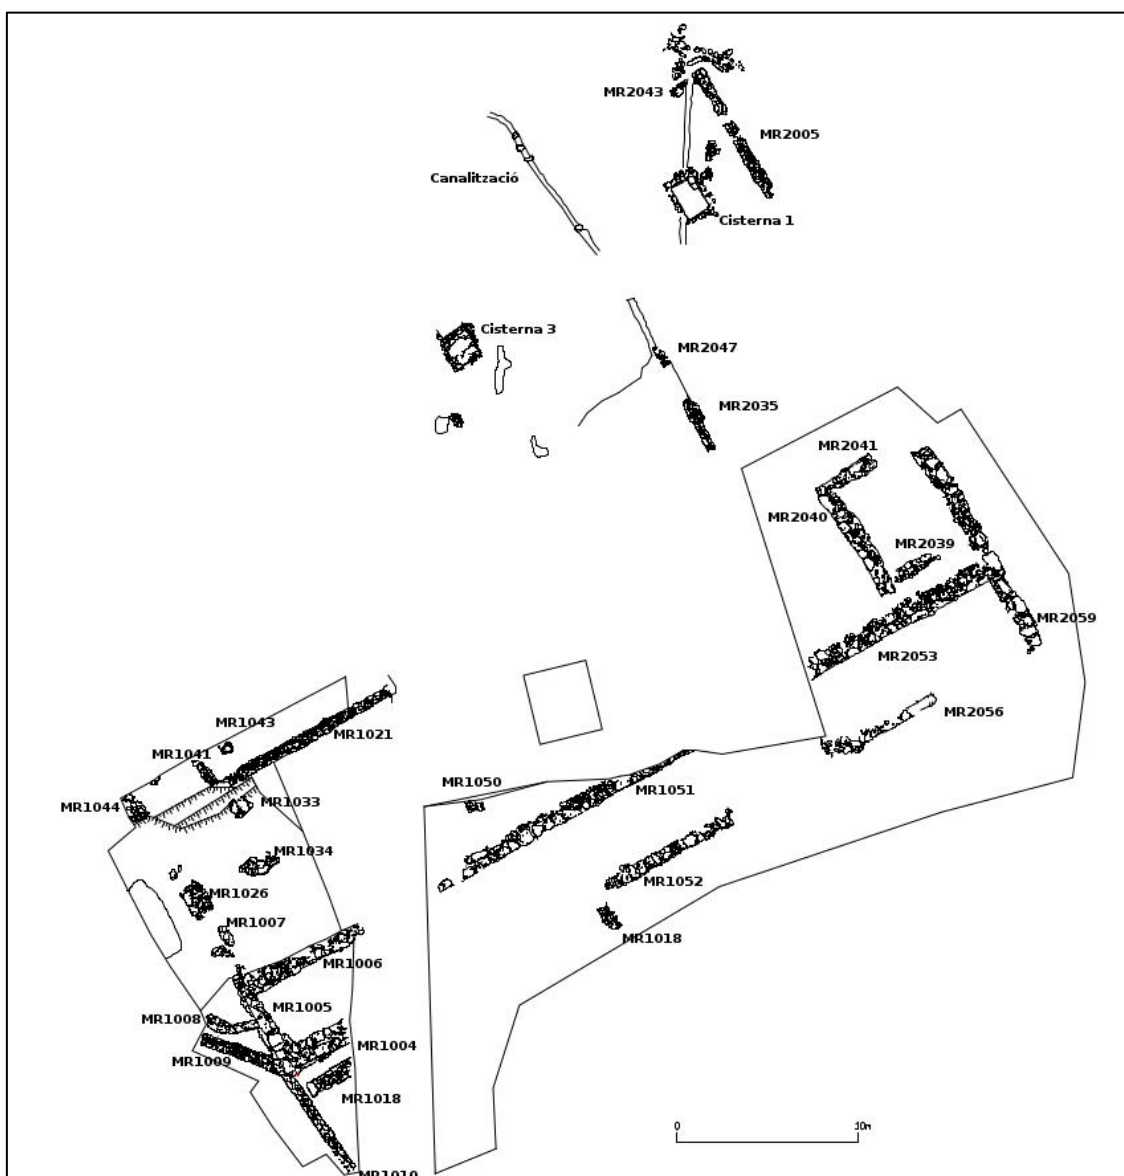 MR2043
MR2005
Canalització
Cisterna 1
Cisterna 3
MR2047
MR2035
MR2041
MR2040
MR2039
MR2059
MR2053
MR2056
MR1043
MR1021
MR1041
MR1044
MR1033
MR1050
MR1051
MR1034
MR1052
MR1026
MR1018
MR1007
MR1006
MR1005
MR1008
MR1004
MR1009
MR1018
MR1010
0 10m